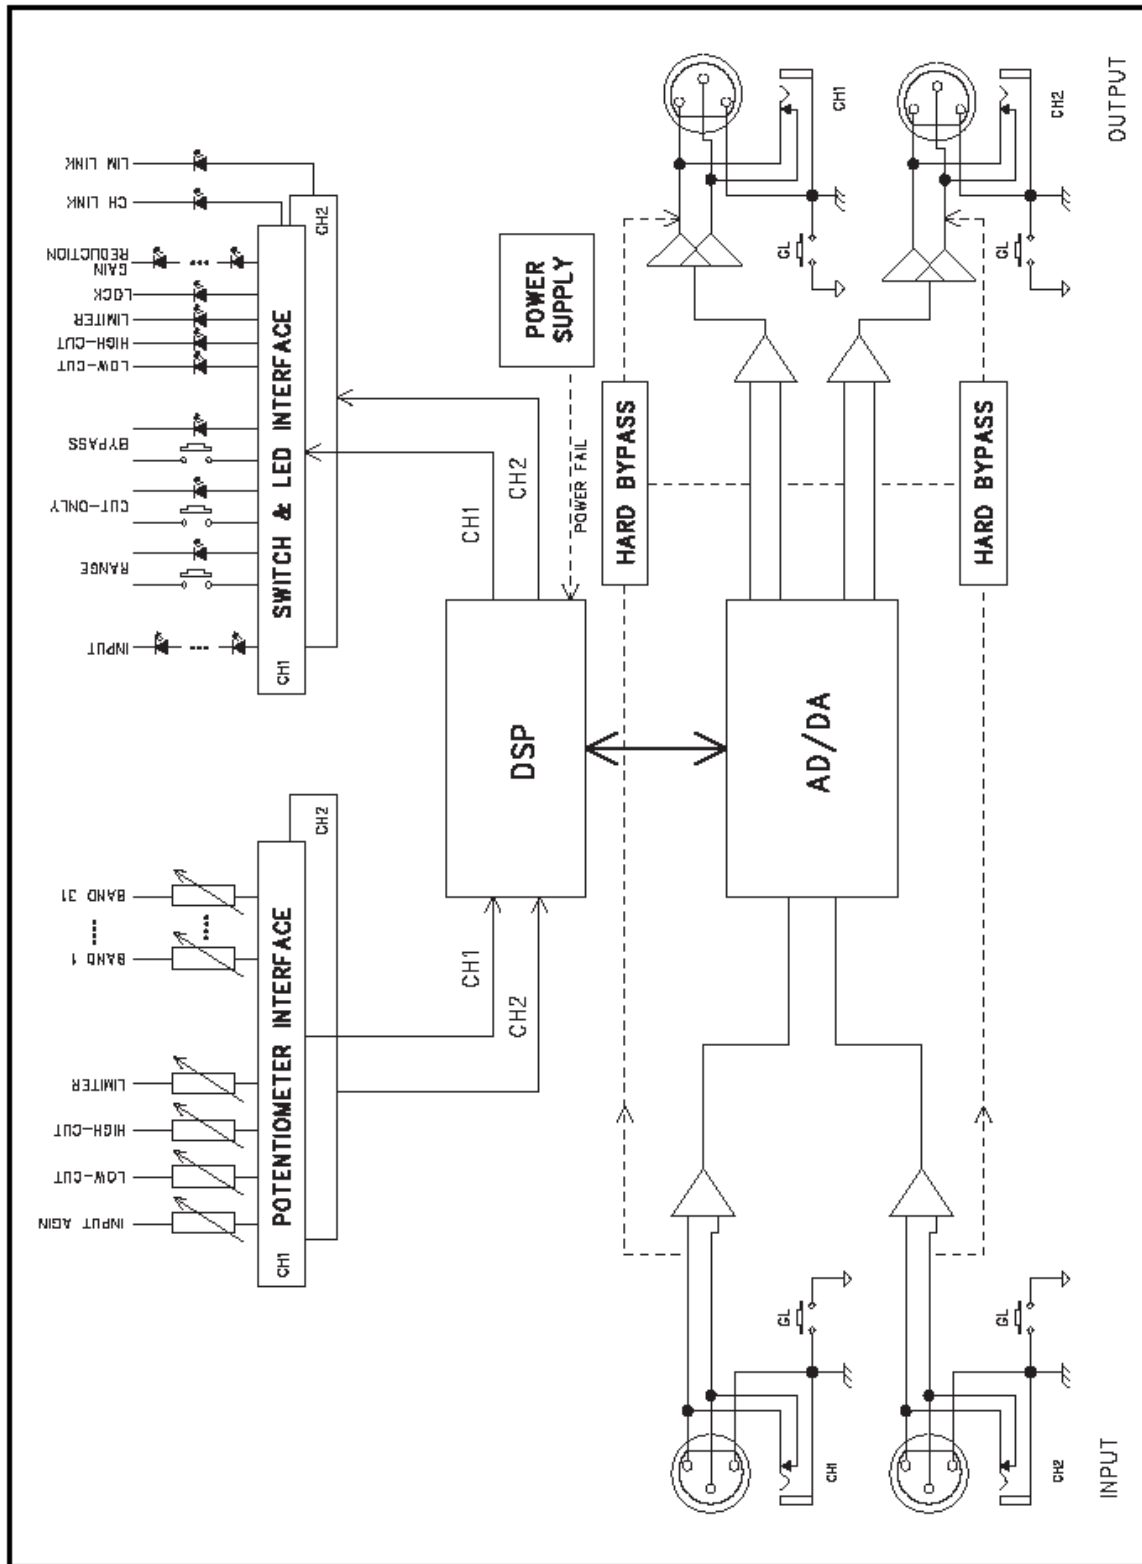 INPUT AGIN
LOW-CUT
HIGH-CUT
LIMITER
BAND 1
BAND 31
INPUT
RANGE
CUT-ONLY
BYPASS
LOW-CUT
HIGH-CUT
LIMITER
LOCK
GAIN
REDUCTION
CH LINK
LIM LINK
CH1
POTENTIOMETER INTERFACE
CH2
CH1
SWITCH & LED INTERFACE
CH2
CH1
CH2
DSP
CH1
CH2
POWER FAIL
POWER
SUPPLY
HARD BYPASS
AD/DA
HARD BYPASS
GL
CH1
GL
CH2
INPUT
GL
CH1
GL
CH2
OUTPUT